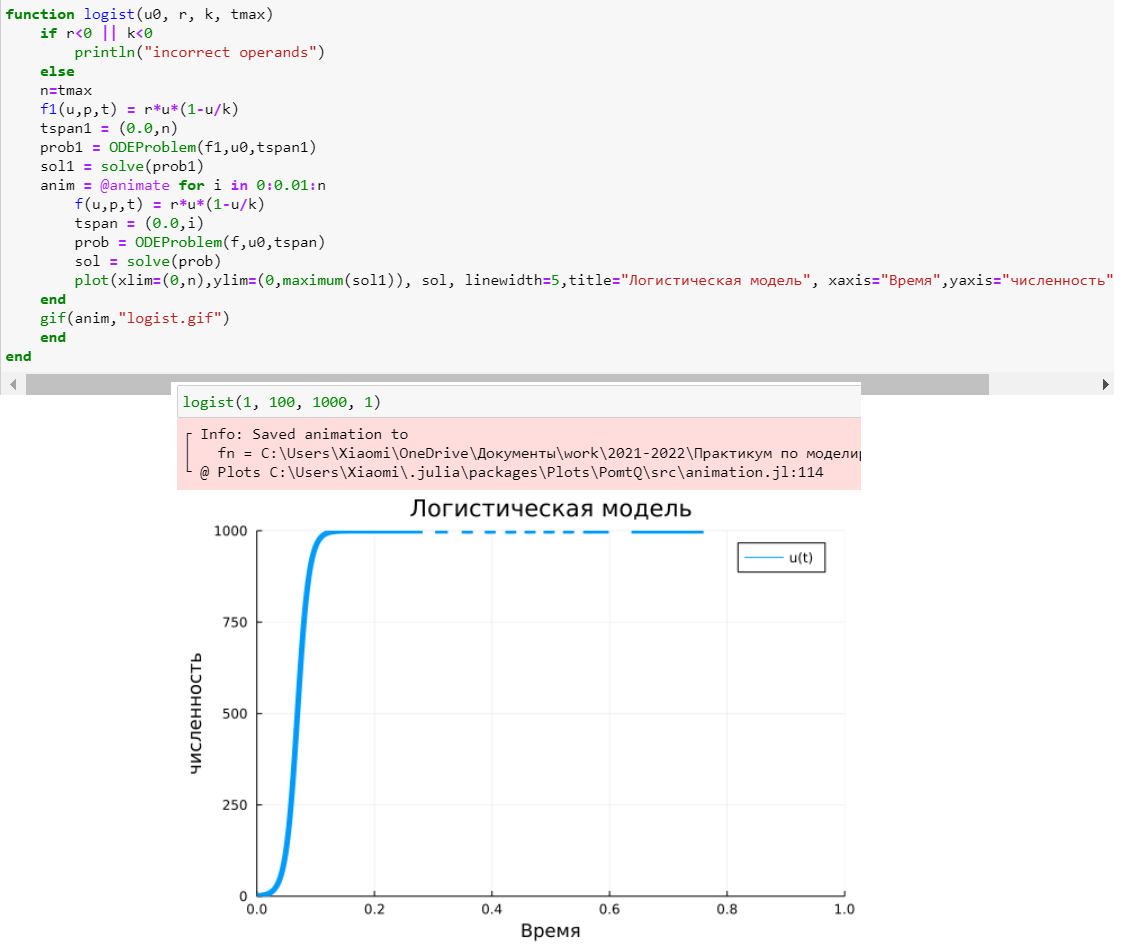 function logist(u0, r, k, tmax)
    if r<0 || k<0
        println("incorrect operands")
    else
    n=tmax
    f1(u,p,t) = r*u*(1-u/k)
    tspan1 = (0.0,n)
    prob1 = ODEProblem(f1,u0,tspan1)
    sol1 = solve(prob1)
    anim = @animate for i in 0:0.01:n
        f(u,p,t) = r*u*(1-u/k)
        tspan = (0.0,i)
        prob = ODEProblem(f,u0,tspan)
        sol = solve(prob)
        plot(xlim=(0,n),ylim=(0,maximum(sol1)), sol, linewidth=5,title="Логистическая модель", xaxis="Время",yaxis="численность"
    end
    gif(anim,"logist.gif")
    end
end
logist(1, 100, 1000, 1)
┌ Info: Saved animation to
│   fn = C:\Users\Xiaomi\OneDrive\Документы\work\2021-2022\Практикум по модели
└ @ Plots C:\Users\Xiaomi\.julia\packages\Plots\PomtQ\src\animation.jl:114
Логистическая модель
1000
750
500
250
0
численность
u(t)
0.0 0.2 0.4 0.6 0.8 1.0
Время